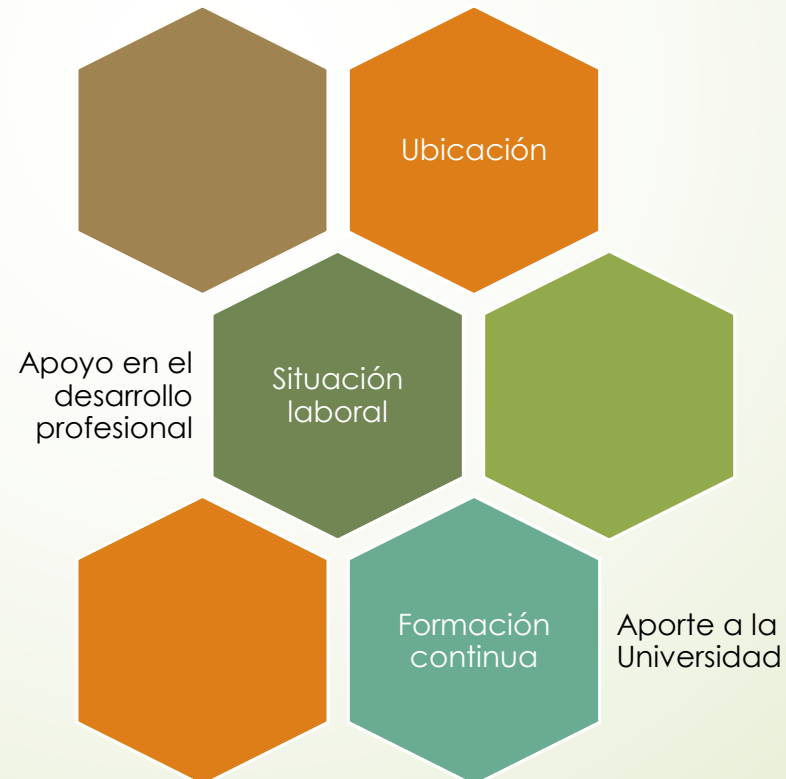 Ubicación
Apoyo en el
desarrollo
profesional
Situación
laboral
Formación
continua
Aporte a la
Universidad